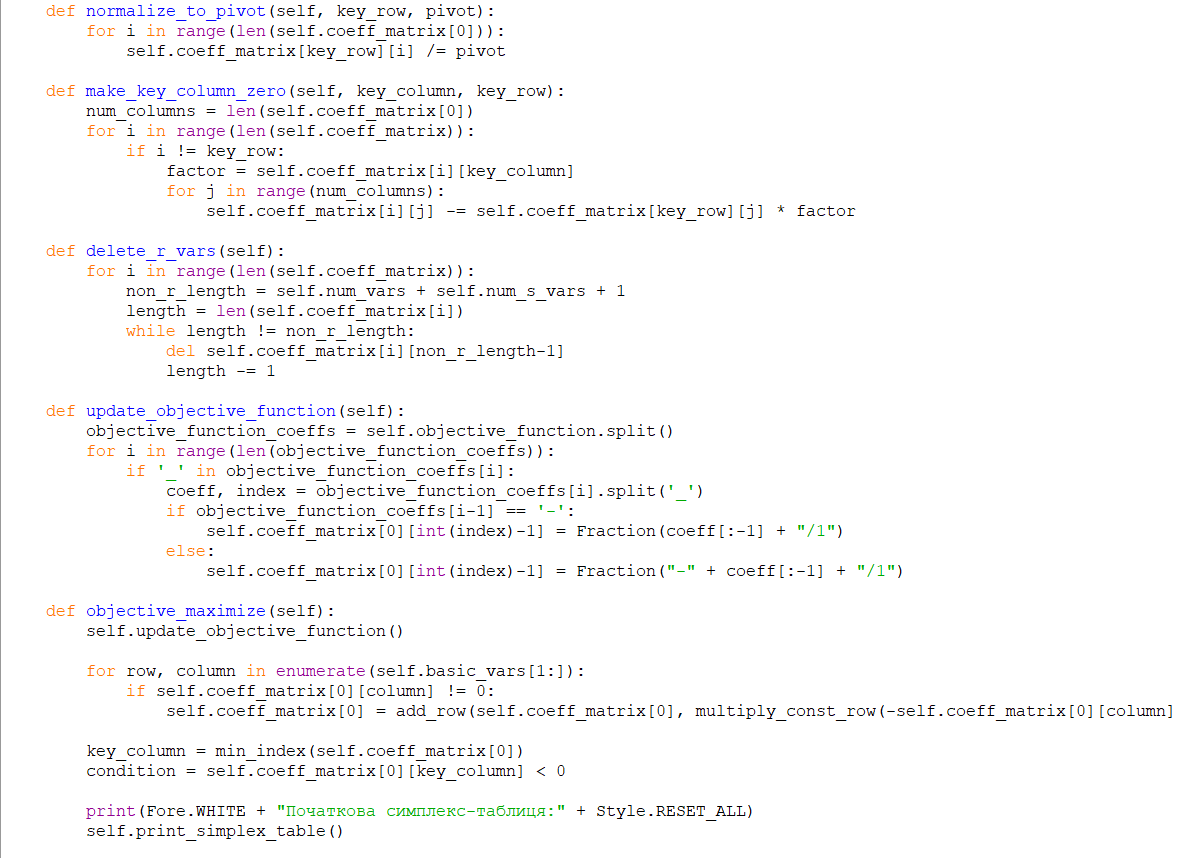 def normalize_to_pivot(self, key_row, pivot):
    for i in range(len(self.coeff_matrix[0])):
        self.coeff_matrix[key_row][i] /= pivot

def make_key_column_zero(self, key_column, key_row):
    num_columns = len(self.coeff_matrix[0])
    for i in range(len(self.coeff_matrix)):
        if i != key_row:
            factor = self.coeff_matrix[i][key_column]
            for j in range(num_columns):
                self.coeff_matrix[i][j] -= self.coeff_matrix[key_row][j] * factor

def delete_r_vars(self):
    for i in range(len(self.coeff_matrix)):
        non_r_length = self.num_vars + self.num_s_vars + 1
        length = len(self.coeff_matrix[i])
        while length != non_r_length:
            del self.coeff_matrix[i][non_r_length-1]
            length -= 1

def update_objective_function(self):
    objective_function_coeffs = self.objective_function.split()
    for i in range(len(objective_function_coeffs)):
        if '_' in objective_function_coeffs[i]:
            coeff, index = objective_function_coeffs[i].split('_')
            if objective_function_coeffs[i-1] == '-':
                self.coeff_matrix[0][int(index)-1] = Fraction(coeff[:-1] + "/1")
            else:
                self.coeff_matrix[0][int(index)-1] = Fraction("-" + coeff[:-1] + "/1")

def objective_maximize(self):
    self.update_objective_function()

    for row, column in enumerate(self.basic_vars[1:]):
        if self.coeff_matrix[0][column] != 0:
            self.coeff_matrix[0] = add_row(self.coeff_matrix[0], multiply_const_row(-self.coeff_matrix[0][column]

    key_column = min_index(self.coeff_matrix[0])
    condition = self.coeff_matrix[0][key_column] < 0

    print(Fore.WHITE + "Початкова симплекс-таблиця:" + Style.RESET_ALL)
    self.print_simplex_table()